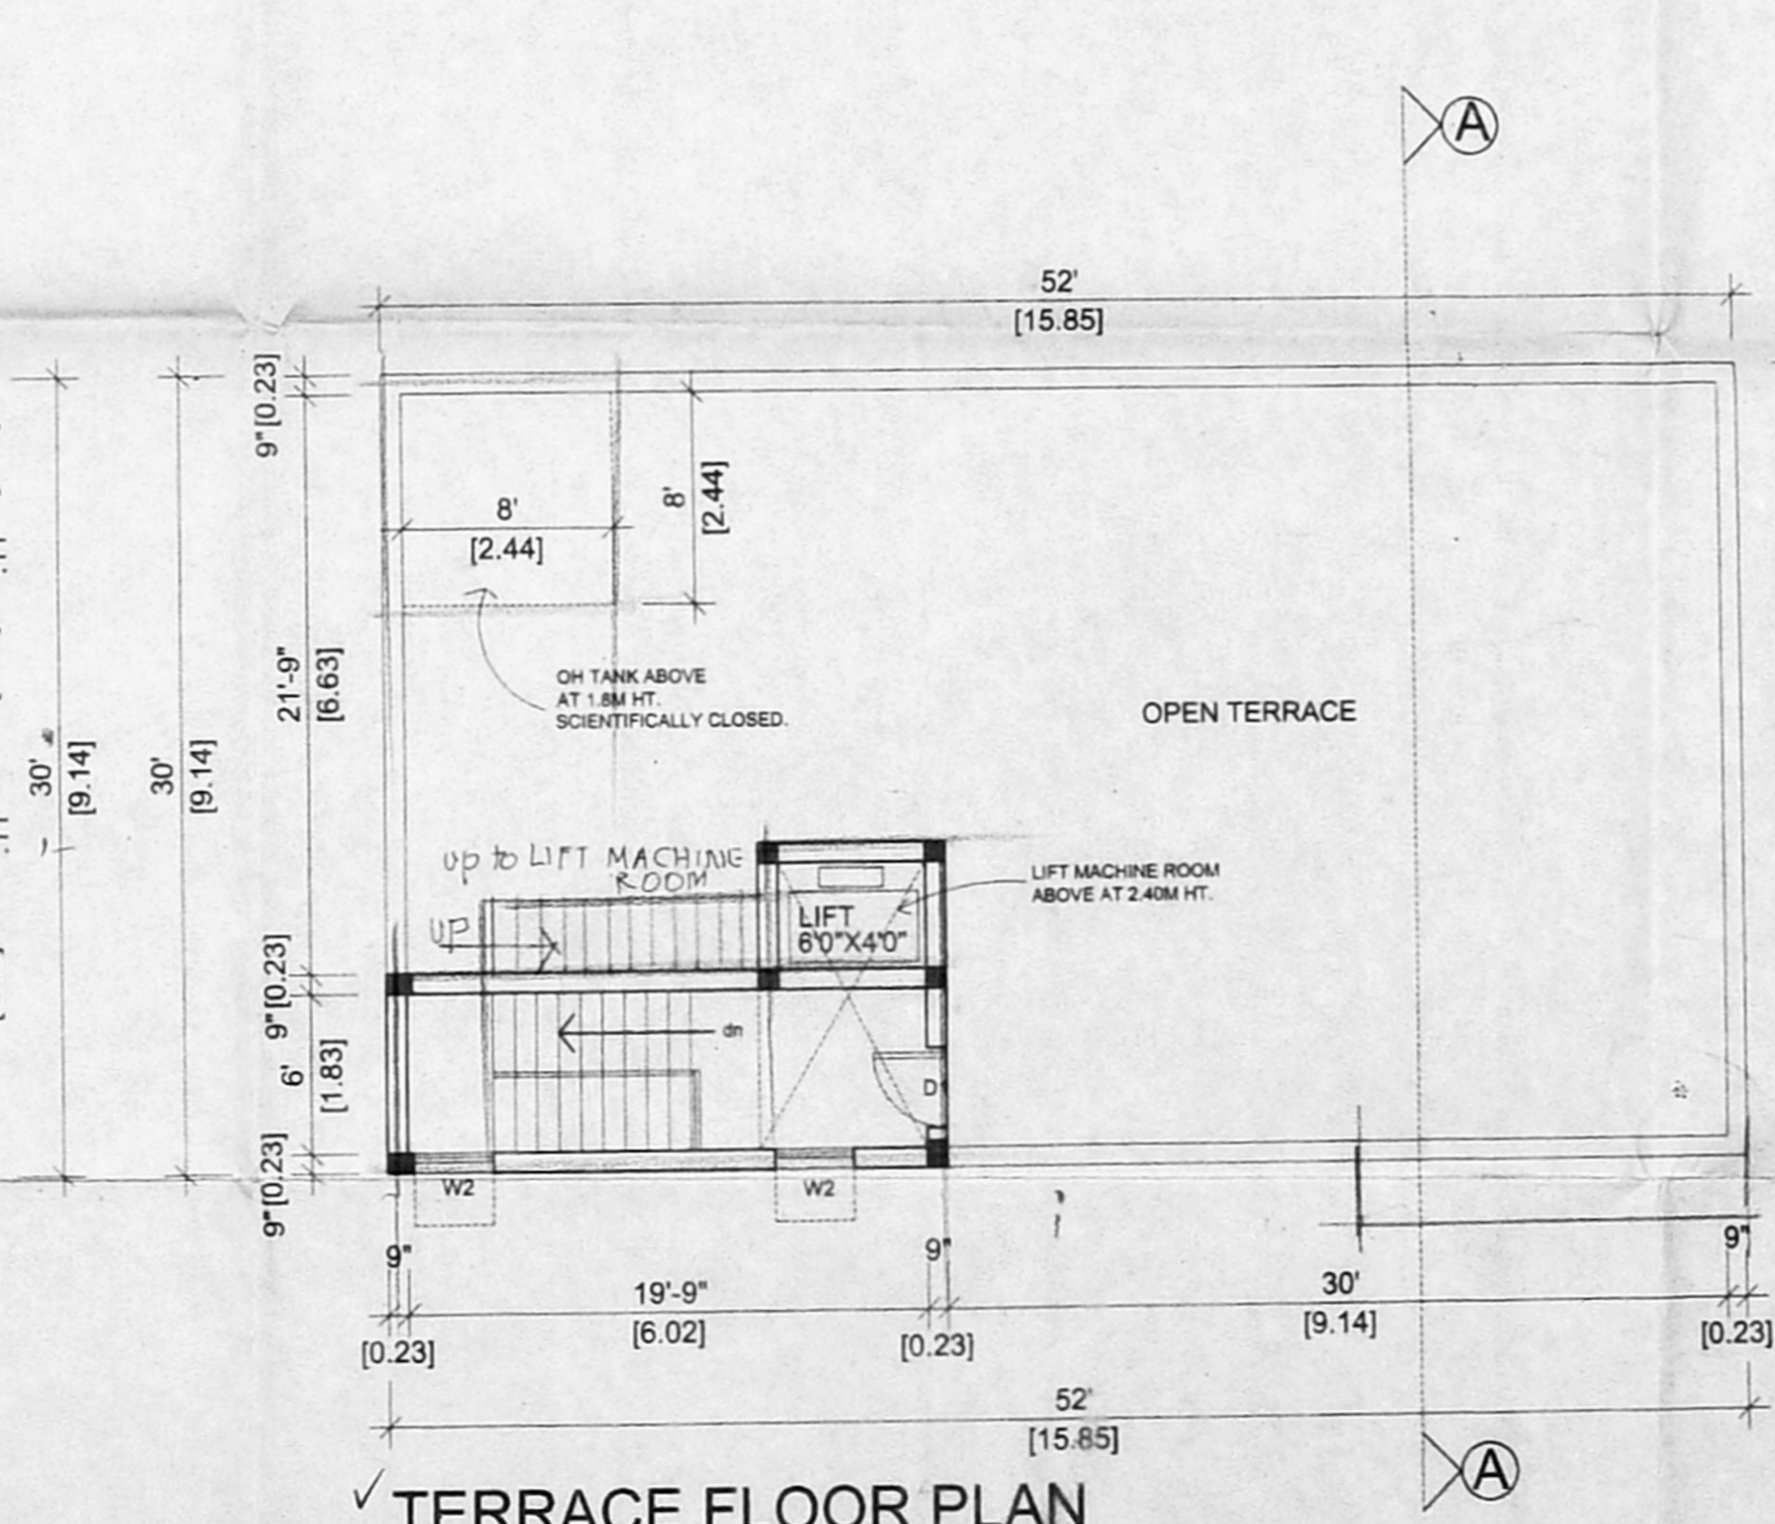 A
52'
[15.85]
9" [0.23]
8'
[2.44]
8'
[2.44]
21'-9"
[6.63]
30'
[9.14]
30'
[9.14]
OH TANK ABOVE
AT 1.8M HT.
SCIENTIFICALLY CLOSED.
OPEN TERRACE
up to LIFT MACHINE
ROOM
LIFT MACHINE ROOM
ABOVE AT 2.40M HT.
UP
LIFT
6'0"X4'0"
9" [0.23]
dn
6'
[1.83]
D
9" [0.23]
W2
W2
9"
9"
9"
19'-9"
[6.02]
30'
[9.14]
[0.23]
[0.23]
[0.23]
52'
[15.85]
A
TERRACE FLOOR PLAN